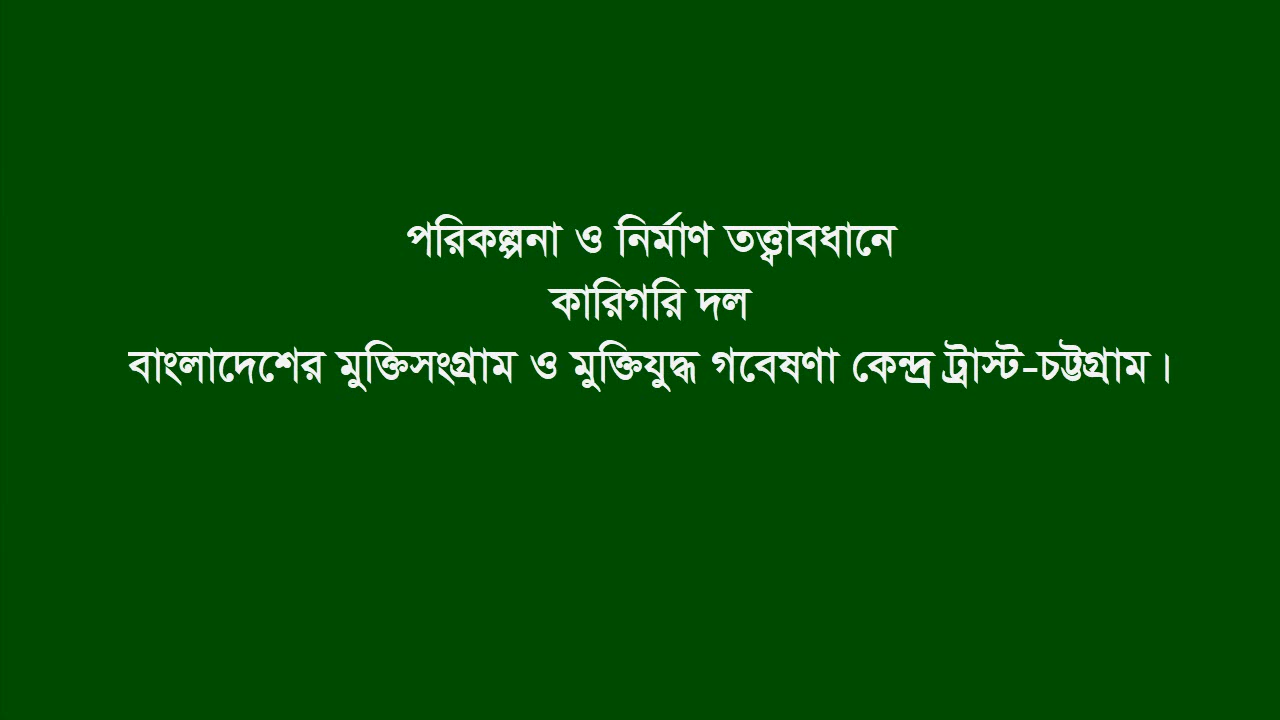 পরিকল্পনা ও নির্মাণ তত্ত্বাবধানে
কারিগরি দল
বাংলাদেশের মুক্তিসংগ্রাম ও মুক্তিযুদ্ধ গবেষণা কেন্দ্র ট্রাস্ট-চট্টগ্রাম।